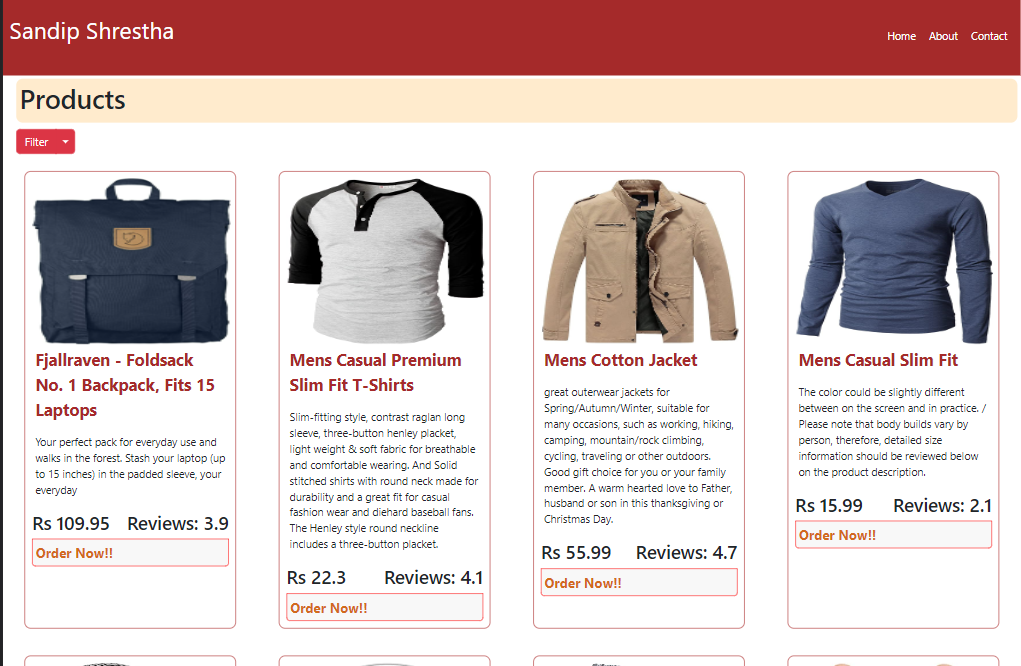 Sandip Shrestha
Home About Contact
Products
Filter
Fjallraven - Foldsack
No. 1 Backpack, Fits 15
Laptops
Your perfect pack for everyday use and
walks in the forest. Stash your laptop (up
to 15 inches) in the padded sleeve, your
everyday
Rs 109.95 Reviews: 3.9
Order Now!!
Mens Casual Premium
Slim Fit T-Shirts
Slim-fitting style, contrast raglan long
sleeve, three-button henley placket,
light weight & soft fabric for breathable
and comfortable wearing. And Solid
stitched shirts with round neck made for
durability and a great fit for casual
fashion wear and diehard baseball fans.
The Henley style round neckline
includes a three-button placket.
Rs 22.3 Reviews: 4.1
Order Now!!
Mens Cotton Jacket
great outerwear jackets for
Spring/Autumn/Winter, suitable for
many occasions, such as working, hiking,
camping, mountain/rock climbing,
cycling, traveling or other outdoors.
Good gift choice for you or your family
member. A warm hearted love to Father,
husband or son in this thanksgiving or
Christmas Day.
Rs 55.99 Reviews: 4.7
Order Now!!
Mens Casual Slim Fit
The color could be slightly different
between on the screen and in practice. /
Please note that body builds vary by
person, therefore, detailed size
information should be reviewed below
on the product description.
Rs 15.99 Reviews: 2.1
Order Now!!